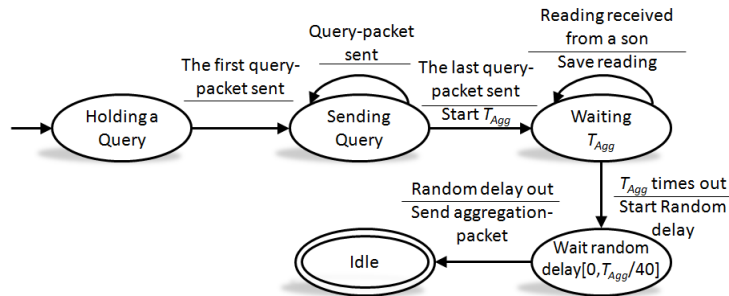 The first query-
packet sent
Query-packet
sent
The last query-
packet sent
Start T_Agg
Reading received
from a son
Save reading
Holding a
Query
Sending
Query
Waiting
T_Agg
T_Agg times out
Start Random
delay
Random delay out
Send aggregation-
packet
Wait random
delay[0,T_Agg/40]
Idle